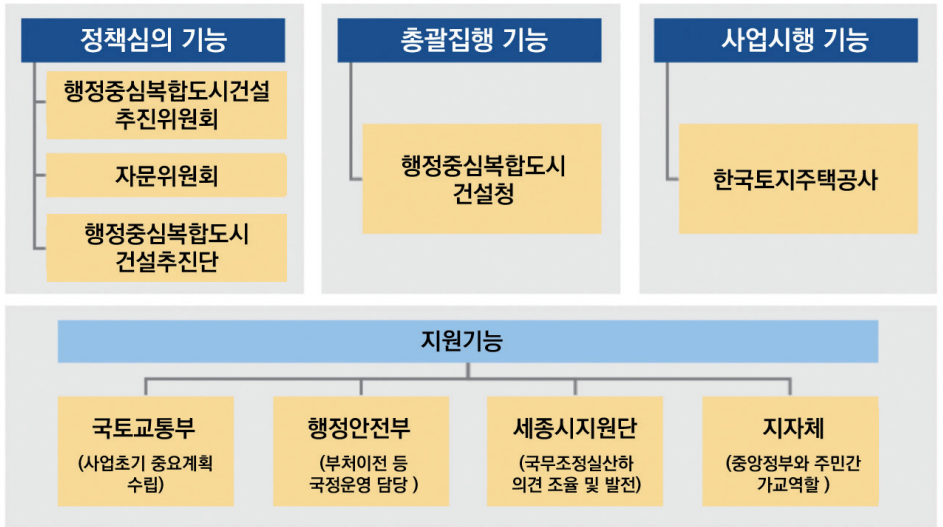 정책심의 기능
행정중심복합도시건설
추진위원회
자문위원회
행정중심복합도시
건설추진단
총괄집행 기능
행정중심복합도시
건설청
사업시행 기능
한국토지주택공사
지원기능
국토교통부
(사업초기 중요계획
수립)
행정안전부
(부처이전 등
국정운영 담당 )
세종시지원단
(국무조정실산하
의견 조율 및 발전)
지자체
(중앙정부와 주민간
가교역할 )